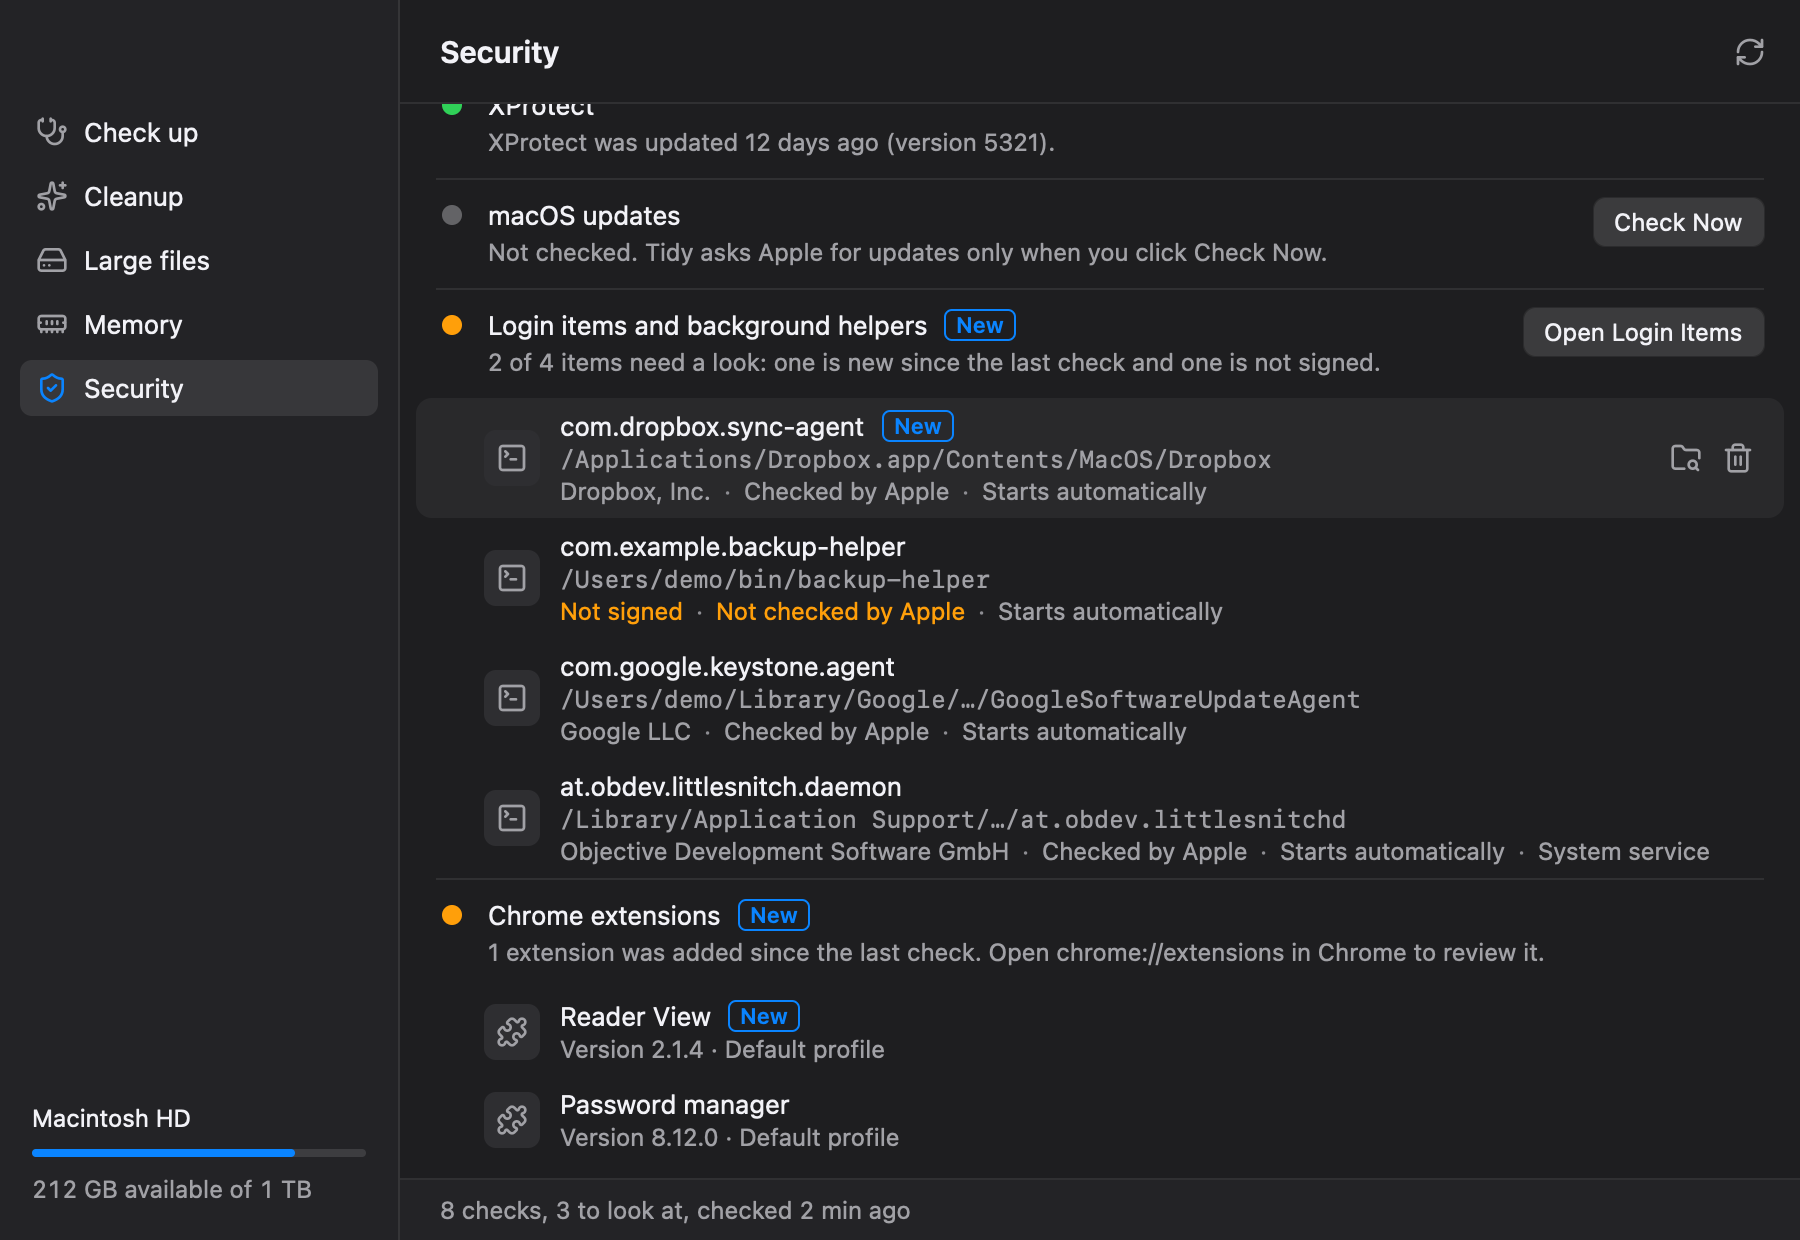 Check up
Cleanup
Large files
Memory
Security
Macintosh HD
212 GB available of 1 TB
Security
XProtect
XProtect was updated 12 days ago (version 5321).
macOS updates
Not checked. Tidy asks Apple for updates only when you click Check Now.
Check Now
Login items and background helpers New
2 of 4 items need a look: one is new since the last check and one is not signed.
Open Login Items
com.dropbox.sync-agent New
/Applications/Dropbox.app/Contents/MacOS/Dropbox
Dropbox, Inc. · Checked by Apple · Starts automatically
com.example.backup-helper
/Users/demo/bin/backup-helper
Not signed · Not checked by Apple · Starts automatically
com.google.keystone.agent
/Users/demo/Library/Google/…/GoogleSoftwareUpdateAgent
Google LLC · Checked by Apple · Starts automatically
at.obdev.littlesnitch.daemon
/Library/Application Support/…/at.obdev.littlesnitchd
Objective Development Software GmbH · Checked by Apple · Starts automatically · System service
Chrome extensions New
1 extension was added since the last check. Open chrome://extensions in Chrome to review it.
Reader View New
Version 2.1.4 · Default profile
Password manager
Version 8.12.0 · Default profile
8 checks, 3 to look at, checked 2 min ago